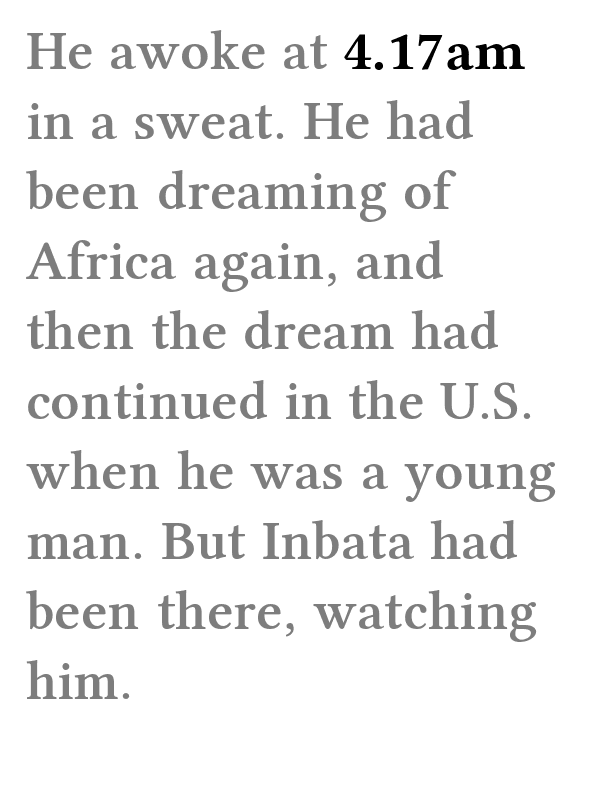 He awoke at 4.17am
in a sweat. He had
been dreaming of
Africa again, and
then the dream had
continued in the U.S.
when he was a young
man. But Inbata had
been there, watching
him.